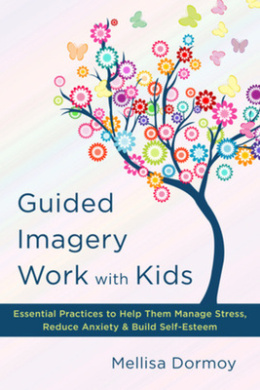 Guided
Imagery
Work with Kids
Essential Practices to Help Them Manage Stress,
Reduce Anxiety & Build Self-Esteem
Mellisa Dormoy